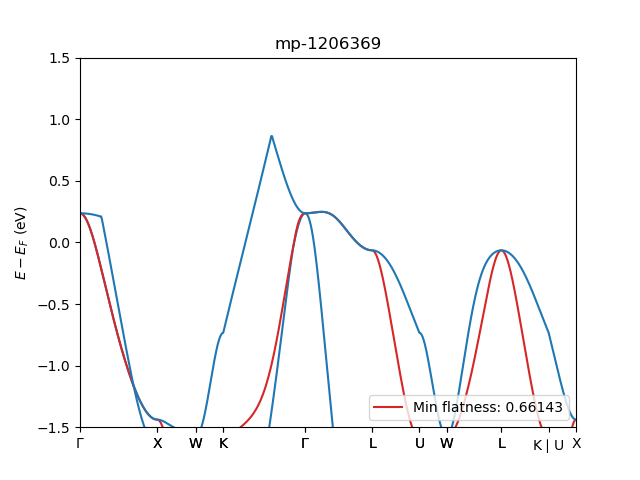 mp-1206369
E − E_F (eV)
1.5
1.0
0.5
0.0
−0.5
−1.0
−1.5
Min flatness: 0.66143
Γ X W K Γ L U W L K | U X